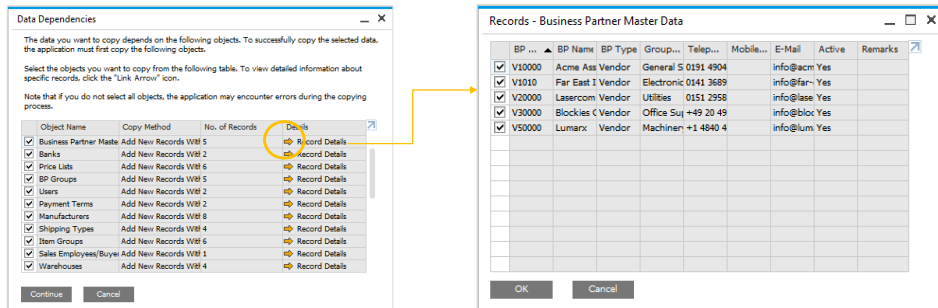 Data Dependencies
The data you want to copy depends on the following objects. To successfully copy the selected data,
the application must first copy the following objects.
Select the objects you want to copy from the following table. To view detailed information about
specific records, click the "Link Arrow" icon.
Note that if you do not select all objects, the application may encounter errors during the copying
process.
Object Name Copy Method No. of Records Details
Business Partner Maste Add New Records With 5 Record Details
Banks Add New Records With 2 Record Details
Price Lists Add New Records With 6 Record Details
BP Groups Add New Records With 5 Record Details
Users Add New Records With 2 Record Details
Payment Terms Add New Records With 2 Record Details
Manufacturers Add New Records With 8 Record Details
Shipping Types Add New Records With 4 Record Details
Item Groups Add New Records With 6 Record Details
Sales Employees/Buyer Add New Records With 1 Record Details
Warehouses Add New Records With 4 Record Details
Continue Cancel
Records - Business Partner Master Data
BP ... BP Name BP Type Group... Telep... Mobile... E-Mail Active Remarks
V10000 Acme Ass Vendor General S 0191 4904 info@acm Yes
V1010 Far East I Vendor Electronic 0141 3689 info@far- Yes
V20000 Lasercom Vendor Utilities 0151 2958 info@lase Yes
V30000 Blockies C Vendor Office Sup +49 20 49 info@bloc Yes
V50000 Lumarx Vendor Machinery +1 4840 4 info@lum Yes
OK Cancel